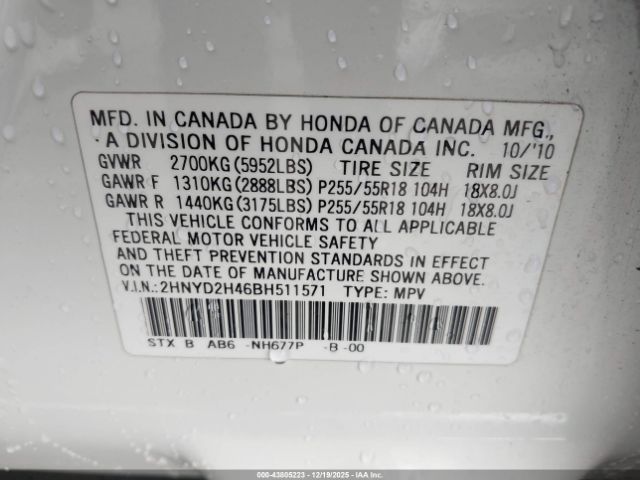 MFD. IN CANADA BY HONDA OF CANADA MFG.,
A DIVISION OF HONDA CANADA INC. 10/'10
GVWR 2700KG(5952LBS) TIRE SIZE RIM SIZE
GAWR F 1310KG(2888LBS) P255/55R18 104H 18X8.0J
GAWR R 1440KG(3175LBS) P255/55R18 104H 18X8.0J
THIS VEHICLE CONFORMS TO ALL APPLICABLE
FEDERAL MOTOR VEHICLE SAFETY
AND THEFT PREVENTION STANDARDS IN EFFECT
ON THE DATE OF MANUFACTURE SHOWN ABOVE.
V.I.N.:2HNYD2H46BH511571 TYPE: MPV
STX B AB6 -NH677P -B -00
000-43805223 - 12/19/2025 - IAAI.COM